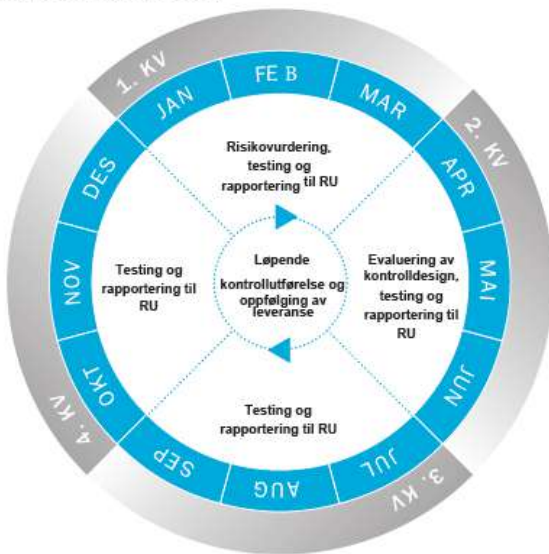 1. KV
JAN
FE B
MAR
2. KV
APR
MAI
JUN
3. KV
JUL
AUG
SEP
4. KV
OKT
NOV
DES
Risikovurdering,
testing og
rapportering til RU
Evaluering av
kontrolldesign,
testing og
rapportering til
RU
Testing og
rapportering til RU
Testing og
rapportering til
RU
Løpende
kontrollutførelse og
oppfølging av
leveranse